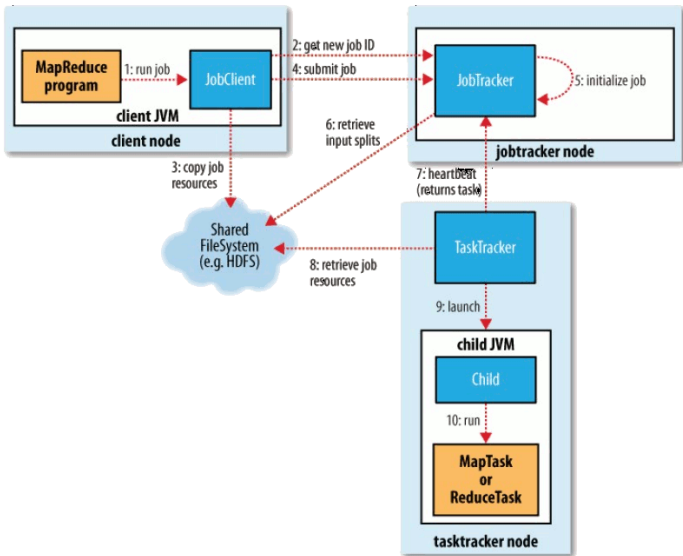 MapReduce
program
1: run job
JobClient
client JVM
client node
2: get new job ID
4: submit job
JobTracker
5: initialize job
jobtracker node
3: copy job
resources
6: retrieve
input splits
7: heartbeat
(returns task)
Shared
FileSystem
(e.g. HDFS)
8: retrieve job
resources
TaskTracker
9: launch
child JVM
Child
10: run
MapTask
or
ReduceTask
tasktracker node